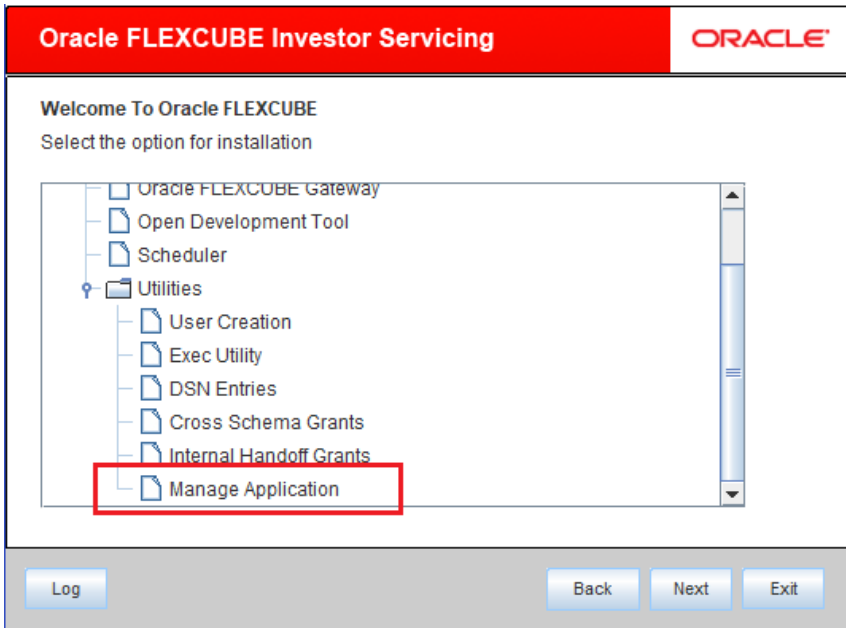 Oracle FLEXCUBE Investor Servicing
ORACLE
Welcome To Oracle FLEXCUBE
Select the option for installation
Oracle FLEXCUBE Gateway
Open Development Tool
Scheduler
Utilities
User Creation
Exec Utility
DSN Entries
Cross Schema Grants
Internal Handoff Grants
Manage Application
Log
Back
Next
Exit